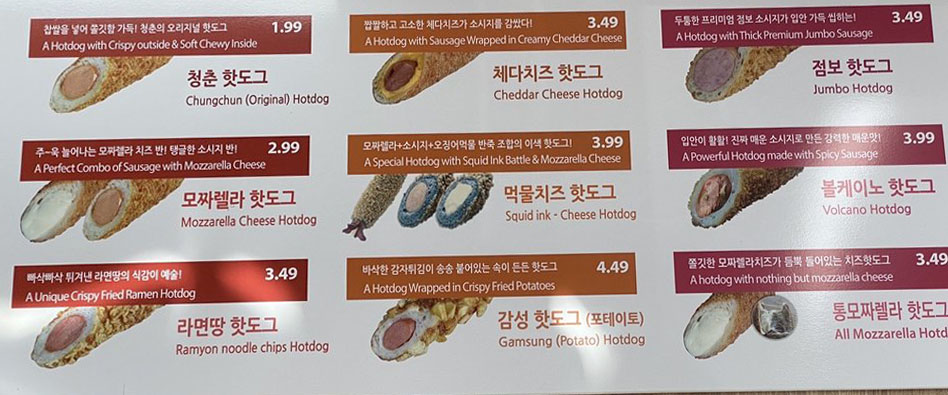 찹쌀을 넣어 쫄깃함 가득! 청춘의 오리지널 핫도그 1.99
A Hotdog with Crispy outside & Soft Chewy Inside
청춘 핫도그
Chungchun (Original) Hotdog
주~욱 늘어나는 모짜렐라 치즈 반! 탱글한 소시지 반! 2.99
A Perfect Combo of Sausage with Mozzarella Cheese
모짜렐라 핫도그
Mozzarella Cheese Hotdog
빠삭빠삭 튀겨낸 라면땅의 식감이 예술! 3.49
A Unique Crispy Fried Ramen Hotdog
라면땅 핫도그
Ramyon noodle chips Hotdog
짭짤하고 고소한 체다치즈가 소시지를 감쌌다! 3.49
A Hotdog with Sausage Wrapped in Creamy Cheddar Cheese
체다치즈 핫도그
Cheddar Cheese Hotdog
모짜렐라+소시지+오징어먹물 반죽 조합의 이색 핫도그! 3.99
A Special Hotdog with Squid Ink Battle & Mozzarella Cheese
먹물치즈 핫도그
Squid ink - Cheese Hotdog
바삭한 감자튀김이 송송 붙어있는 속이 든든 핫도그 4.49
A Hotdog Wrapped in Crispy Fried Potatoes
감성 핫도그 (포테이토)
Gamsung (Potato) Hotdog
두툼한 프리미엄 점보 소시지가 입안 가득 씹히는! 3.49
A Hotdog with Thick Premium Jumbo Sausage
점보 핫도그
Jumbo Hotdog
입안이 활활! 진짜 매운 소시지로 만든 강력한 매운맛! 3.99
A Powerful Hotdog made with Spicy Sausage
볼케이노 핫도그
Volcano Hotdog
쫄깃한 모짜렐라치즈가 듬뿍 들어있는 치즈핫도그 3.49
A hotdog with nothing but mozzarella cheese
통모짜렐라 핫도그
All Mozzarella Hotd